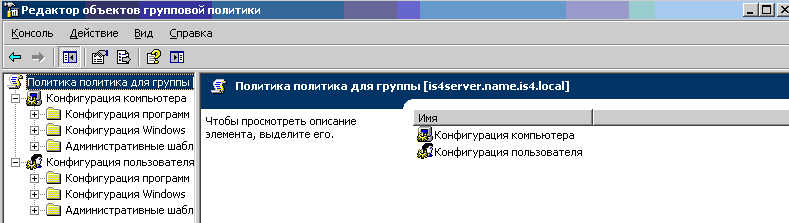 Редактор объектов групповой политики
Консоль Действие Вид Справка
Политика политика для группы [
Конфигурация компьютера
Конфигурация программ
Конфигурация Windows
Административные шабл
Конфигурация пользователя
Конфигурация программ
Конфигурация Windows
Административные шабл
Политика политика для группы [is4server.name.is4.local]
Чтобы просмотреть описание
элемента, выделите его.
Имя
Конфигурация компьютера
Конфигурация пользователя